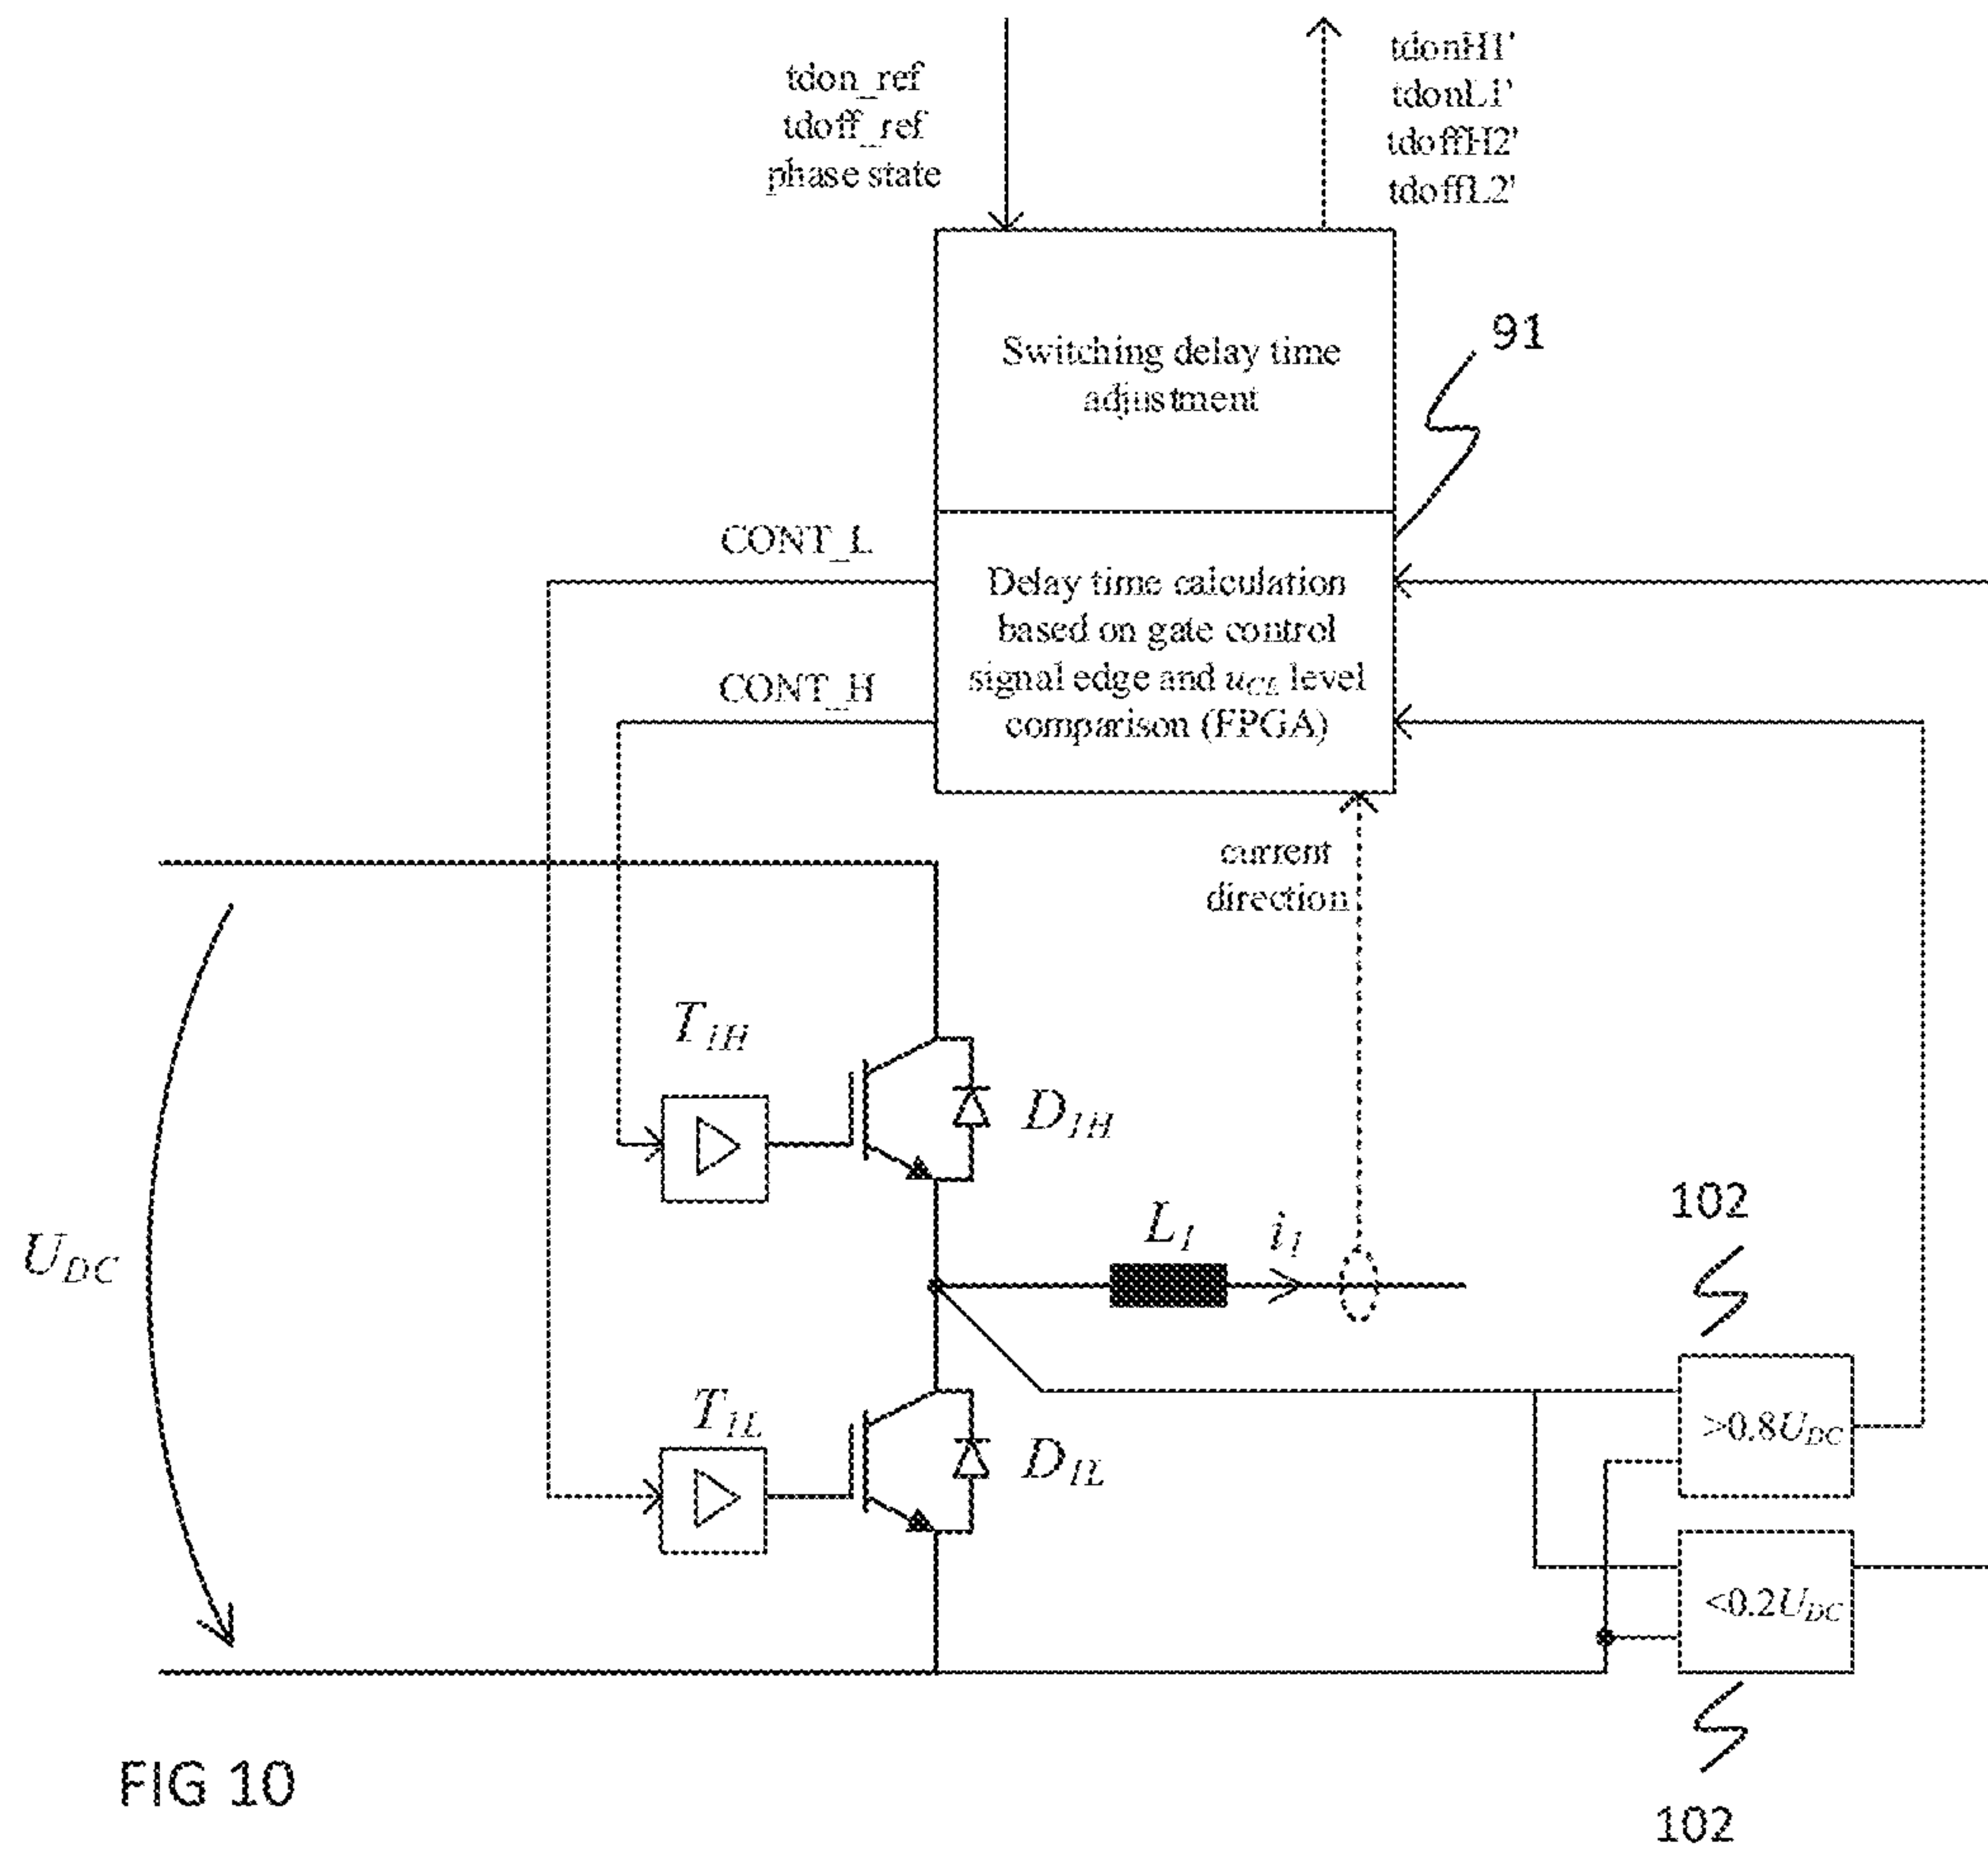 tdon_ref
tdoff_ref
phase state
tdonH1'
tdonL1'
tdoffH2'
tdoffL2'
Switching delay time
adjustment
91
CONT_L
CONT_H
Delay time calculation
based on gate control
signal edge and uCE level
comparison (FPGA)
current
direction
T1H
D1H
UDC
L1
i1
102
T1L
D1L
>0.8UDC
<0.2UDC
102
FIG 10